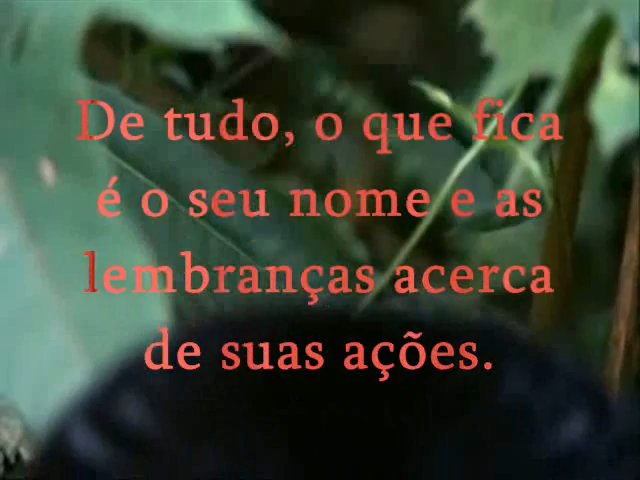 De tudo, o que fica
é o seu nome e as
lembranças acerca
de suas ações.